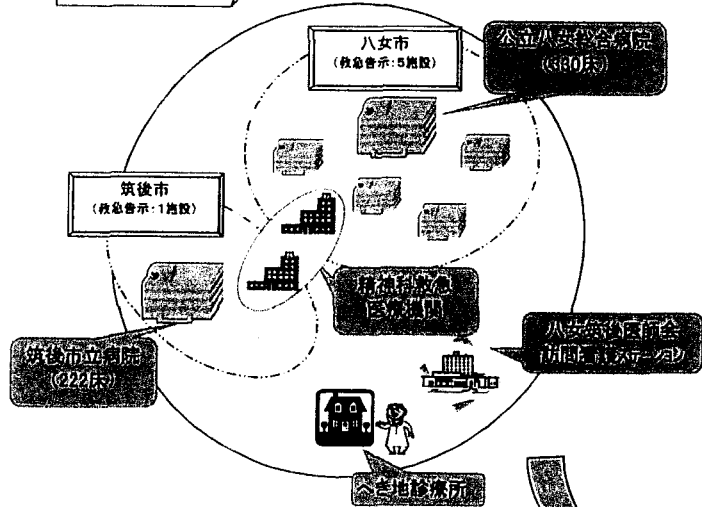 八女市
(救急告示:5施設)
公立八女総合病院
(330床)
筑後市
(救急告示:1施設)
精神科救急
医療機関
筑後市立病院
(222床)
八女筑後医師会
訪問看護ステーション
へき地診療所